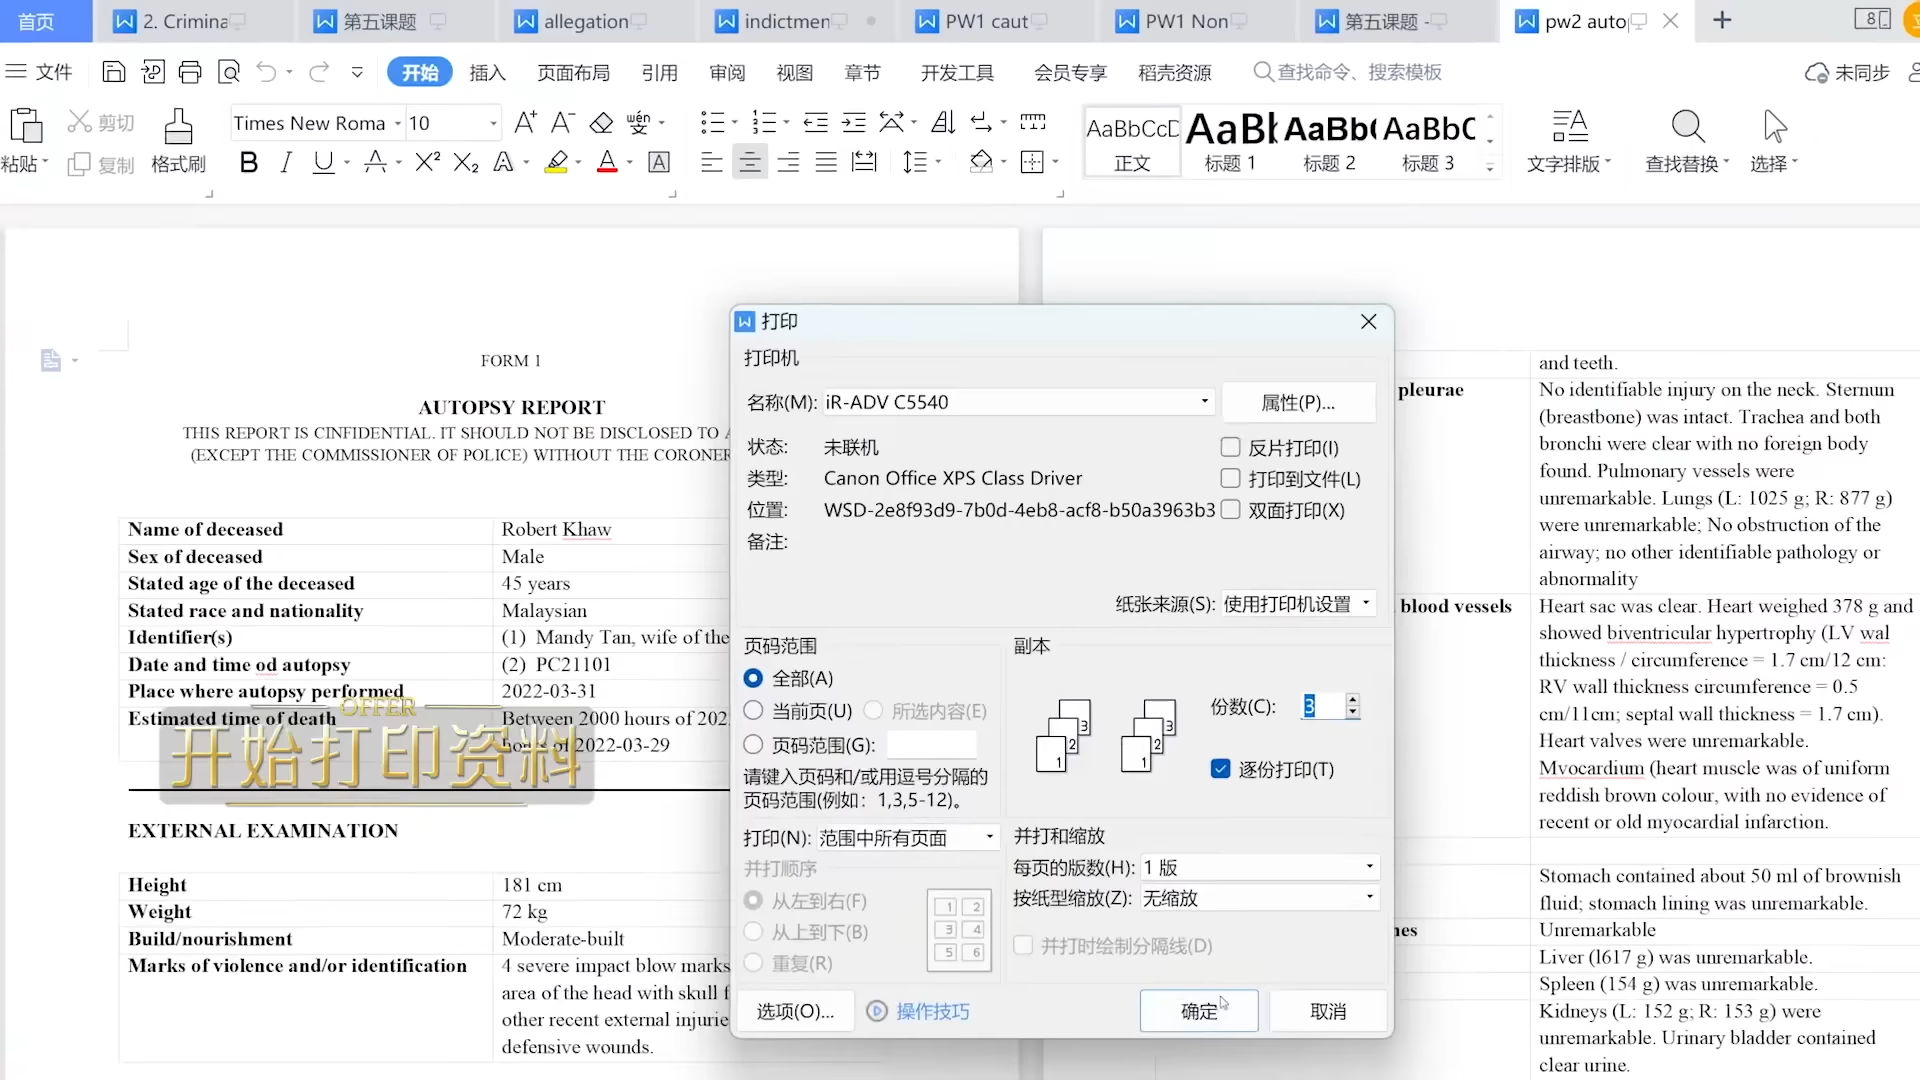 首页
2. Crimina
第五课题
allegation
indictmen
PW1 caut
PW1 Non
第五课题 -
pw2 auto
8
文件
开始
插入
页面布局
引用
审阅
视图
章节
开发工具
会员专享
稻壳资源
查找命令、搜索模板
未同步
粘贴
剪切
复制
格式刷
Times New Roma
10
AaBbCcD
正文
AaBb
标题 1
AaBb(
标题 2
AaBbC
标题 3
文字排版
查找替换
选择
FORM 1
AUTOPSY REPORT
THIS REPORT IS CINFIDENTIAL. IT SHOULD NOT BE DISCLOSED TO A
(EXCEPT THE COMMISSIONER OF POLICE) WITHOUT THE CORONER
Name of deceased Robert Khaw
Sex of deceased Male
Stated age of the deceased 45 years
Stated race and nationality Malaysian
Identifier(s) (1) Mandy Tan, wife of the
Date and time od autopsy (2) PC21101
Place where autopsy performed 2022-03-31
Estimated time of death Between 2000 hours of 202
hours of 2022-03-29
OFFER
开始打印资料
EXTERNAL EXAMINATION
Height 181 cm
Weight 72 kg
Build/nourishment Moderate-built
Marks of violence and/or identification 4 severe impact blow marks
area of the head with skull f
other recent external injurie
defensive wounds.
打印
打印机
名称(M): iR-ADV C5540
属性(P)...
状态: 未联机
反片打印(I)
类型: Canon Office XPS Class Driver
打印到文件(L)
位置: WSD-2e8f93d9-7b0d-4eb8-acf8-b50a3963b3
双面打印(X)
备注:
纸张来源(S): 使用打印机设置
页码范围
全部(A)
当前页(U) 所选内容(E)
页码范围(G):
请键入页码和/或用逗号分隔的
页码范围(例如：1,3,5-12)。
副本
份数(C): 3
1 2 3 1 2 3
逐份打印(T)
打印(N): 范围中所有页面
并打顺序
从左到右(F)
从上到下(B)
重复(R)
1 2
3 4
5 6
并打和缩放
每页的版数(H): 1 版
按纸型缩放(Z): 无缩放
并打时绘制分隔线(D)
选项(O)...
操作技巧
确定
取消
and teeth.
pleurae No identifiable injury on the neck. Sternum
(breastbone) was intact. Trachea and both
bronchi were clear with no foreign body
found. Pulmonary vessels were
unremarkable. Lungs (L: 1025 g; R: 877 g)
were unremarkable; No obstruction of the
airway; no other identifiable pathology or
abnormality
blood vessels Heart sac was clear. Heart weighed 378 g and
showed biventricular hypertrophy (LV wal
thickness / circumference = 1.7 cm/12 cm:
RV wall thickness circumference = 0.5
cm/11cm; septal wall thickness = 1.7 cm).
Heart valves were unremarkable.
Mvocardium (heart muscle was of uniform
reddish brown colour, with no evidence of
recent or old myocardial infarction.
Stomach contained about 50 ml of brownish
fluid; stomach lining was unremarkable.
nes Unremarkable
Liver (l617 g) was unremarkable.
Spleen (154 g) was unremarkable.
Kidneys (L: 152 g; R: 153 g) were
unremarkable. Urinary bladder contained
clear urine.